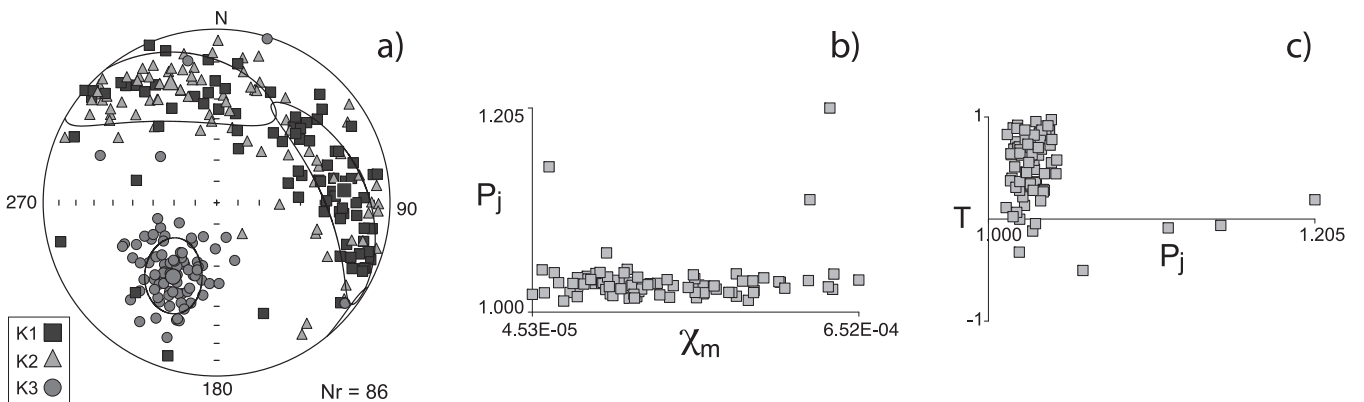 a)
N
270
90
180
K1
K2
K3
Nr = 86
b)
1.205
Pj
1.000
4.53E-05
6.52E-04
χm
c)
1
T
1.000
Pj
1.205
-1